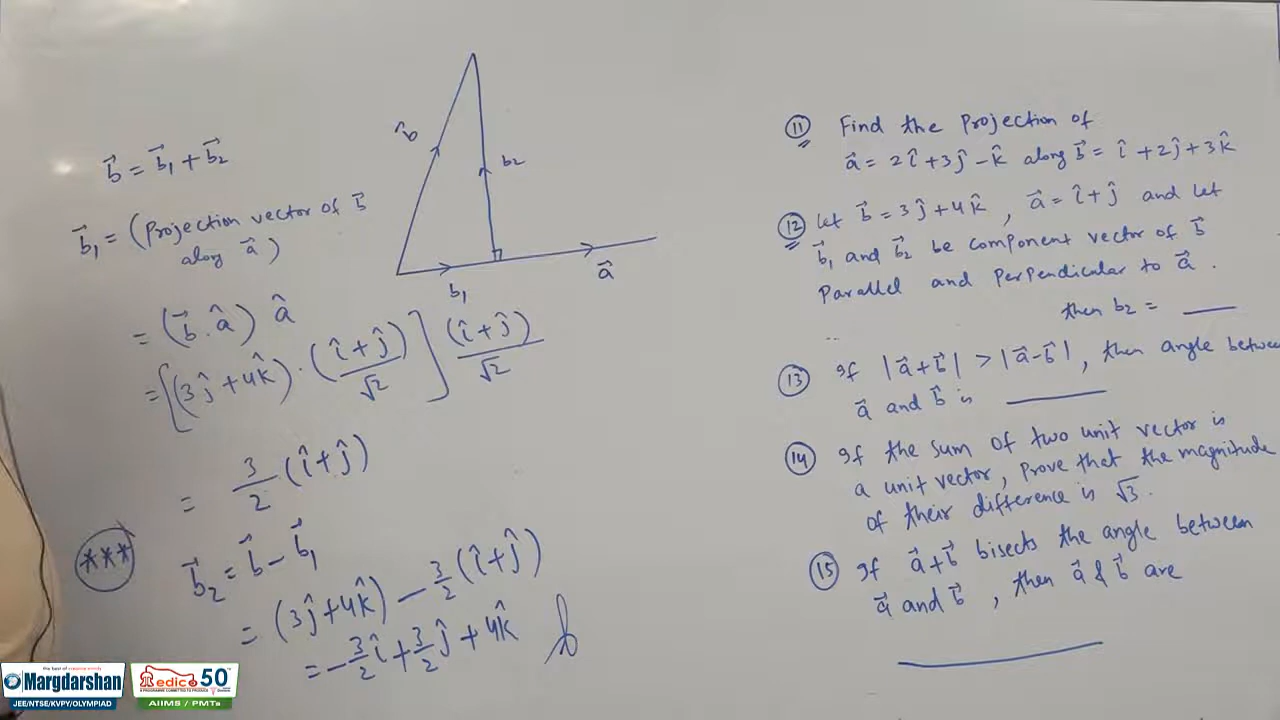 b⃗ = b⃗₁ + b⃗₂
b⃗₁ = (Projection vector of b⃗
along a⃗)
= (b⃗.â) â
= [(3ĵ+4k̂).(î+ĵ)/√2] (î+ĵ)/√2
= 3/2 (î+ĵ)
***
b⃗₂ = b⃗ - b⃗₁
= (3ĵ+4k̂) - 3/2 (î+ĵ)
= -3/2 î + 3/2 ĵ + 4k̂
b⃗
b₂
b₁
a⃗
11 Find the Projection of
a⃗ = 2î+3ĵ-k̂ along b⃗ = î+2ĵ+3k̂
12 Let b⃗ = 3ĵ+4k̂, a⃗ = î+ĵ and let
b⃗₁ and b⃗₂ be component vector of b⃗
Parallel and perpendicular to a⃗.
then b₂ = ____
13 If |a⃗+b⃗| > |a⃗-b⃗|, then angle betwee
a⃗ and b⃗ is ____
14 If the sum of two unit vector is
a unit vector, prove that the magnitude
of their difference is √3.
15 If a⃗+b⃗ bisects the angle between
a⃗ and b⃗, then a⃗ & b⃗ are
____
Margdarshan
JEE/NTSE/KVPY/OLYMPIAD
Medico 50
AIIMS / PMTs